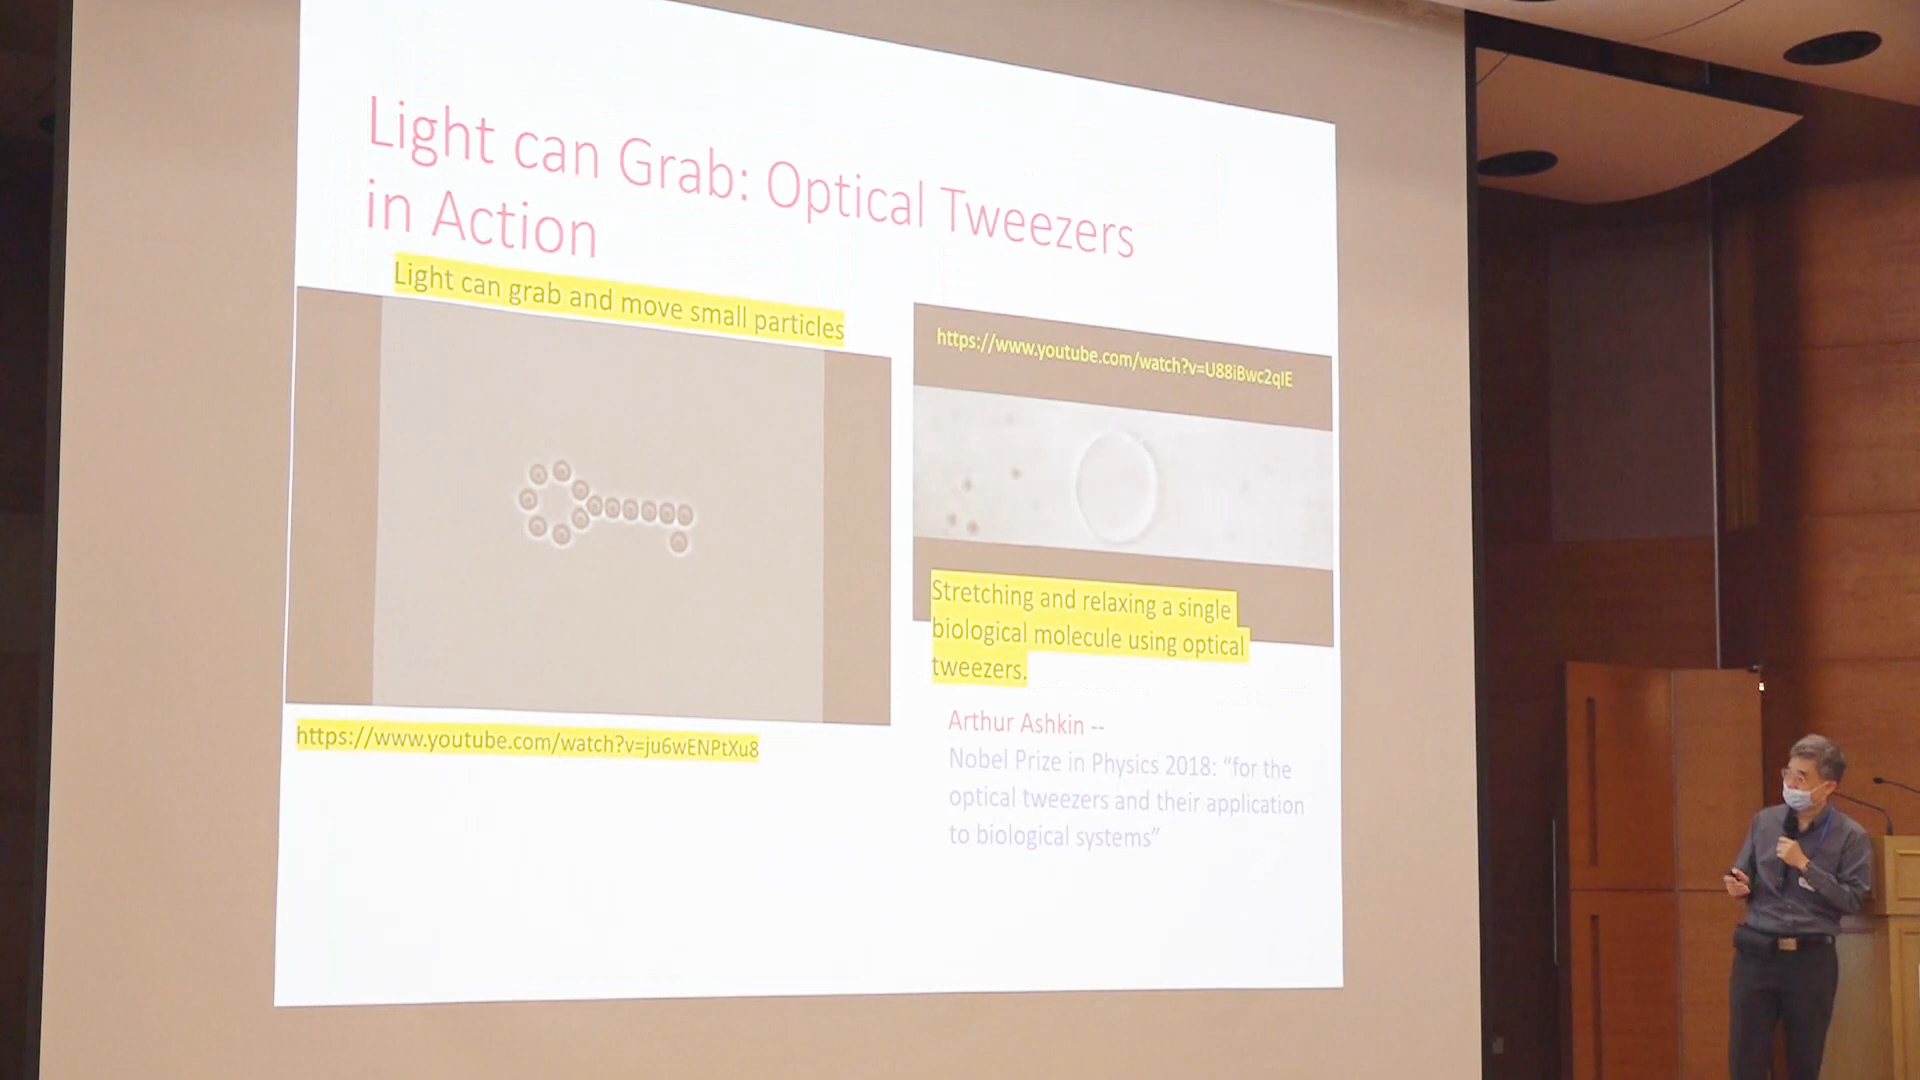 Light can Grab: Optical Tweezers
in Action
Light can grab and move small particles
https://www.youtube.com/watch?v=ju6wENPtXu8
https://www.youtube.com/watch?v=U88iBwc2qIE
Stretching and relaxing a single
biological molecule using optical
tweezers.
Arthur Ashkin --
Nobel Prize in Physics 2018: “for the
optical tweezers and their application
to biological systems”